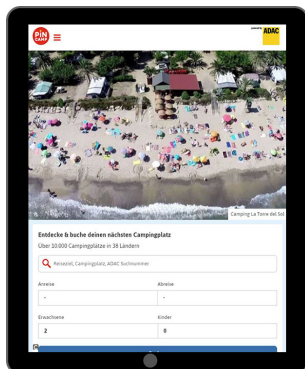 PiN
CAMP
ADAC
Camping La Torre del Sol
Entdecke & buche deinen nächsten Campingplatz
Über 10.000 Campingplätze in 38 Ländern
Reiseziel, Campingplatz, ADAC Suchnummer
Anreise Abreise
- -
Erwachsene Kinder
2 0